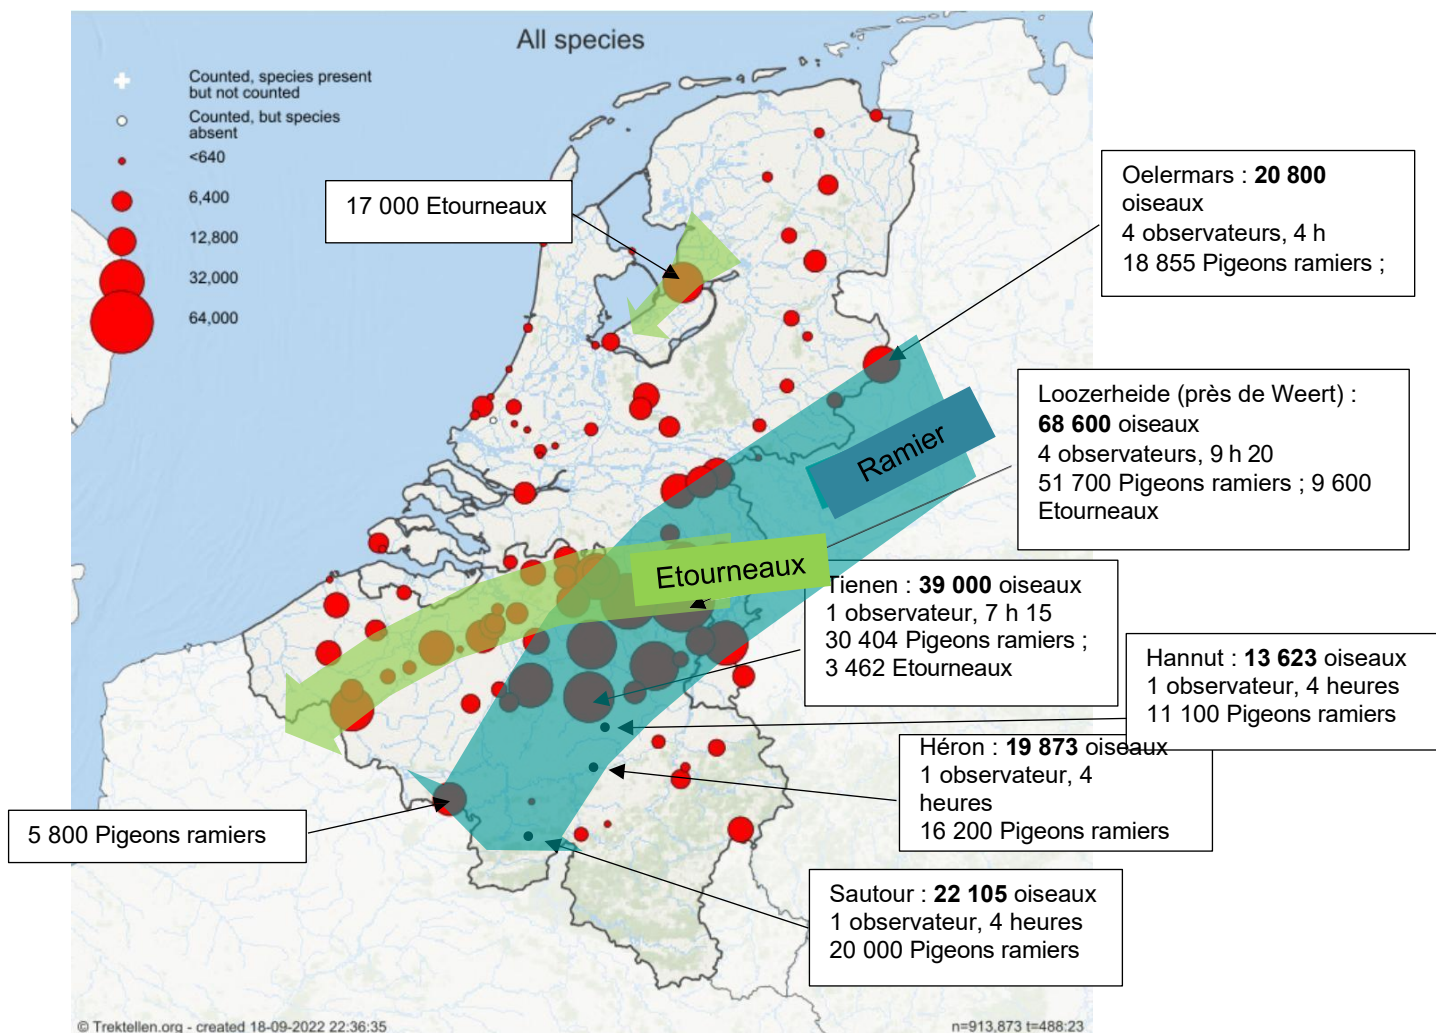 All species
Counted, species present
but not counted
Counted, but species
absent
<640
6,400
12,800
32,000
64,000
17 000 Etourneaux
Oelermars : 20 800
oiseaux
4 observateurs, 4 h
18 855 Pigeons ramiers ;
Loozerheide (près de Weert) :
68 600 oiseaux
4 observateurs, 9 h 20
51 700 Pigeons ramiers ; 9 600
Etourneaux
Ramier
Etourneaux
Tienen : 39 000 oiseaux
1 observateur, 7 h 15
30 404 Pigeons ramiers ;
3 462 Etourneaux
Hannut : 13 623 oiseaux
1 observateur, 4 heures
11 100 Pigeons ramiers
Héron : 19 873 oiseaux
1 observateur, 4
heures
16 200 Pigeons ramiers
5 800 Pigeons ramiers
Sautour : 22 105 oiseaux
1 observateur, 4 heures
20 000 Pigeons ramiers
© Trektellen.org - created 18-09-2022 22:36:35
n=913,873 t=488:23